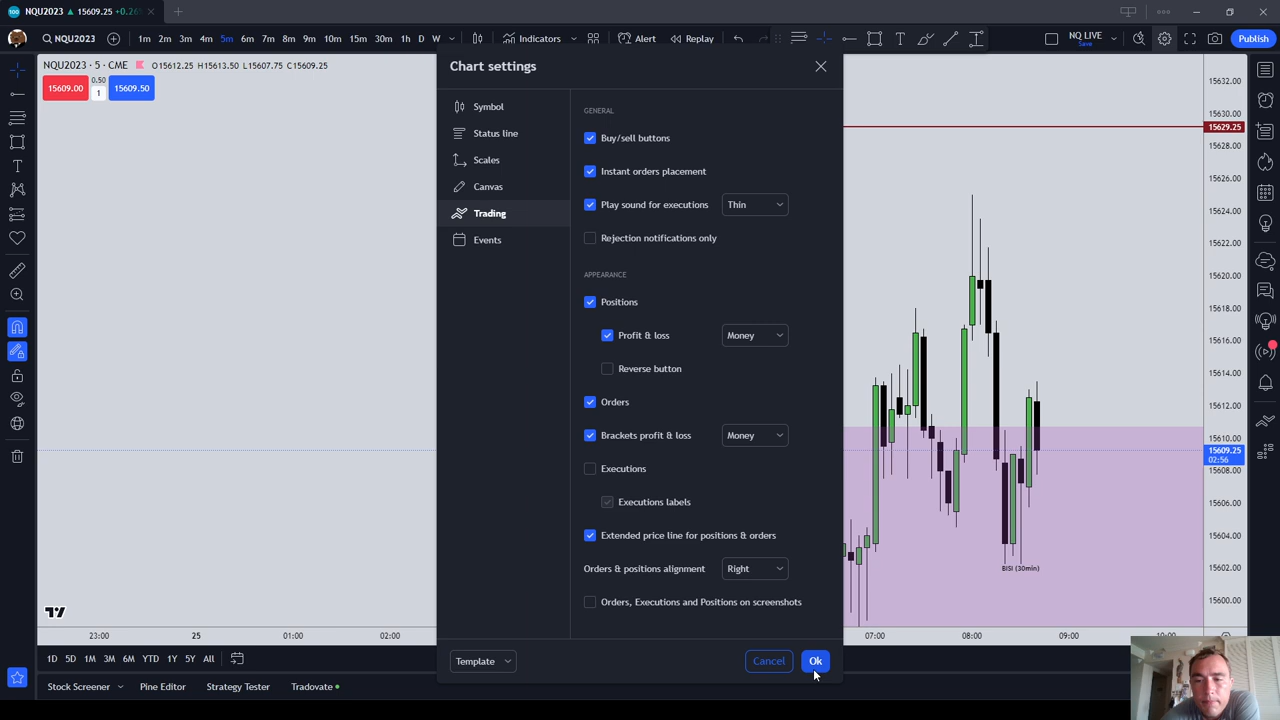 NQU2023 ▲ 15609.25 +0.26
NQU2023
1m 2m 3m 4m 5m 6m 7m 8m 9m 10m 15m 30m 1h D W
Indicators
Alert
Replay
NQ LIVE
Save
Publish
NQU2023 · 5 · CME
O15612.25 H15613.50 L15607.75 C15609.25
15609.00
0.50
1
15609.50
Chart settings
Symbol
Status line
Scales
Canvas
Trading
Events
GENERAL
Buy/sell buttons
Instant orders placement
Play sound for executions
Thin
Rejection notifications only
APPEARANCE
Positions
Profit & loss
Money
Reverse button
Orders
Brackets profit & loss
Money
Executions
Executions labels
Extended price line for positions & orders
Orders & positions alignment
Right
Orders, Executions and Positions on screenshots
Template
Cancel
Ok
BISI (30min)
15632.00
15630.00
15629.25
15628.00
15626.00
15624.00
15622.00
15620.00
15618.00
15616.00
15614.00
15612.00
15610.00
15609.25
02:56
15608.00
15606.00
15604.00
15602.00
15600.00
23:00
25
01:00
02:00
07:00
08:00
09:00
1D 5D 1M 3M 6M YTD 1Y 5Y All
Stock Screener
Pine Editor
Strategy Tester
Tradovate